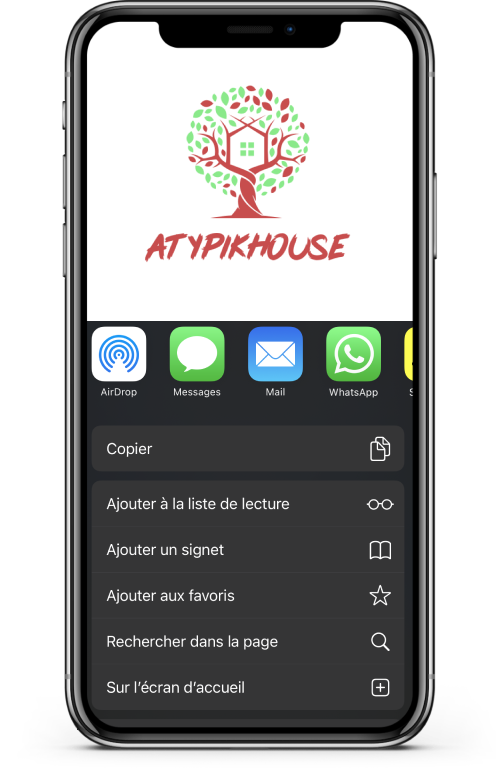 ATYPIKHOUSE
AirDrop
Messages
Mail
WhatsApp
S
Copier
Ajouter à la liste de lecture
Ajouter un signet
Ajouter aux favoris
Rechercher dans la page
Sur l’écran d’accueil